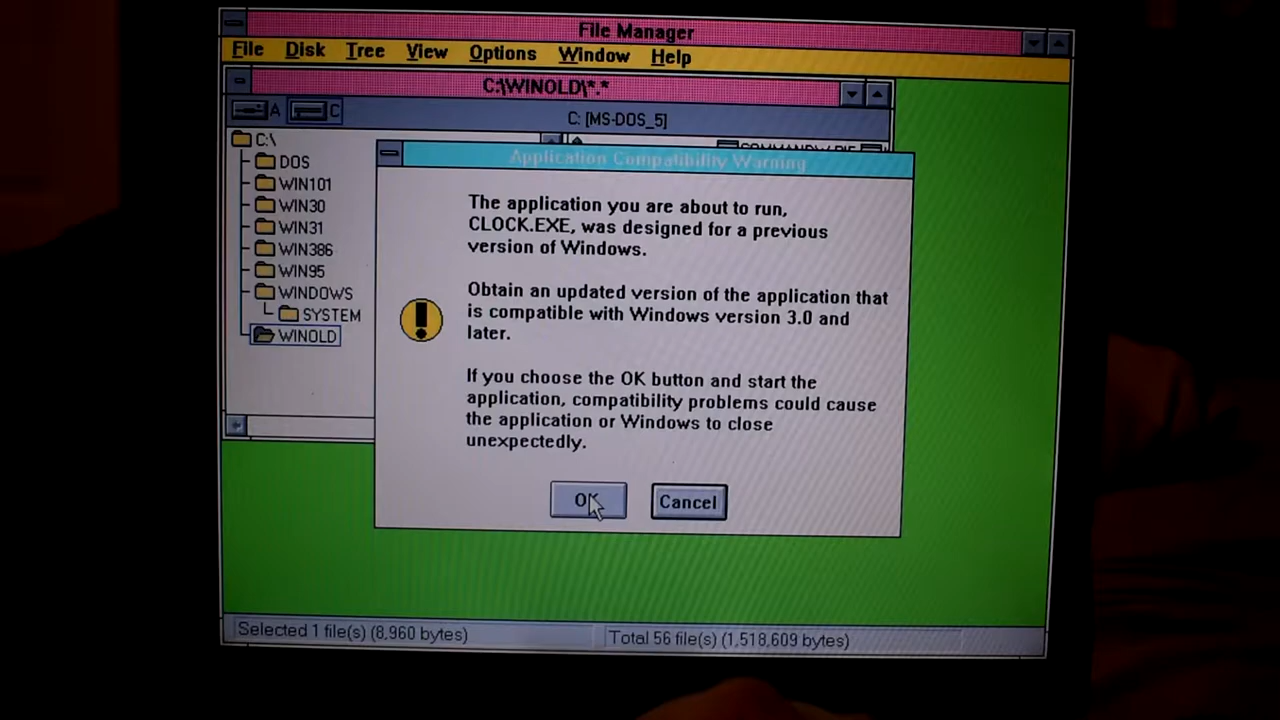 File Manager
File Disk Tree View Options Window Help
C:\WINOLD\*.*
A C
C: [MS-DOS_5]
C:\
DOS
WIN101
WIN30
WIN31
WIN386
WIN95
WINDOWS
SYSTEM
WINOLD
Application Compatibility Warning
The application you are about to run,
CLOCK.EXE, was designed for a previous
version of Windows.
Obtain an updated version of the application that
is compatible with Windows version 3.0 and
later.
If you choose the OK button and start the
application, compatibility problems could cause
the application or Windows to close
unexpectedly.
OK Cancel
Selected 1 file(s) (8,960 bytes) Total 56 file(s) (1,518,609 bytes)